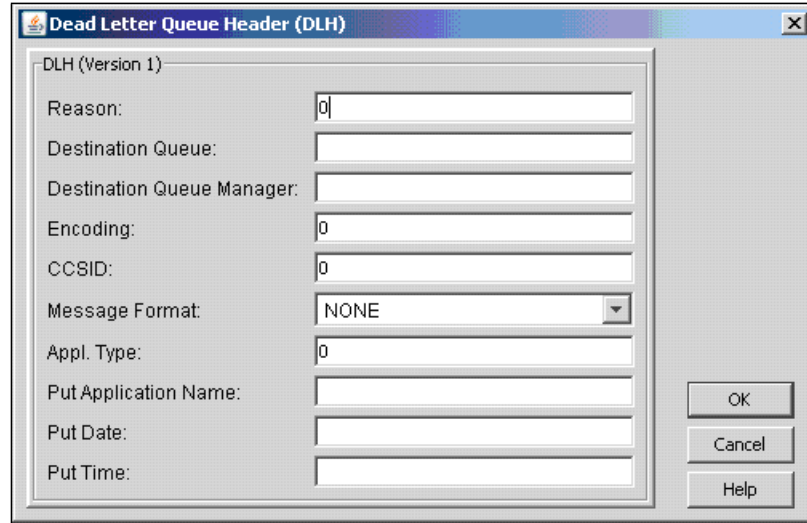 Dead Letter Queue Header (DLH)
DLH (Version 1)
Reason: 0
Destination Queue:
Destination Queue Manager:
Encoding: 0
CCSID: 0
Message Format: NONE
Appl. Type: 0
Put Application Name:
Put Date:
Put Time:
OK
Cancel
Help